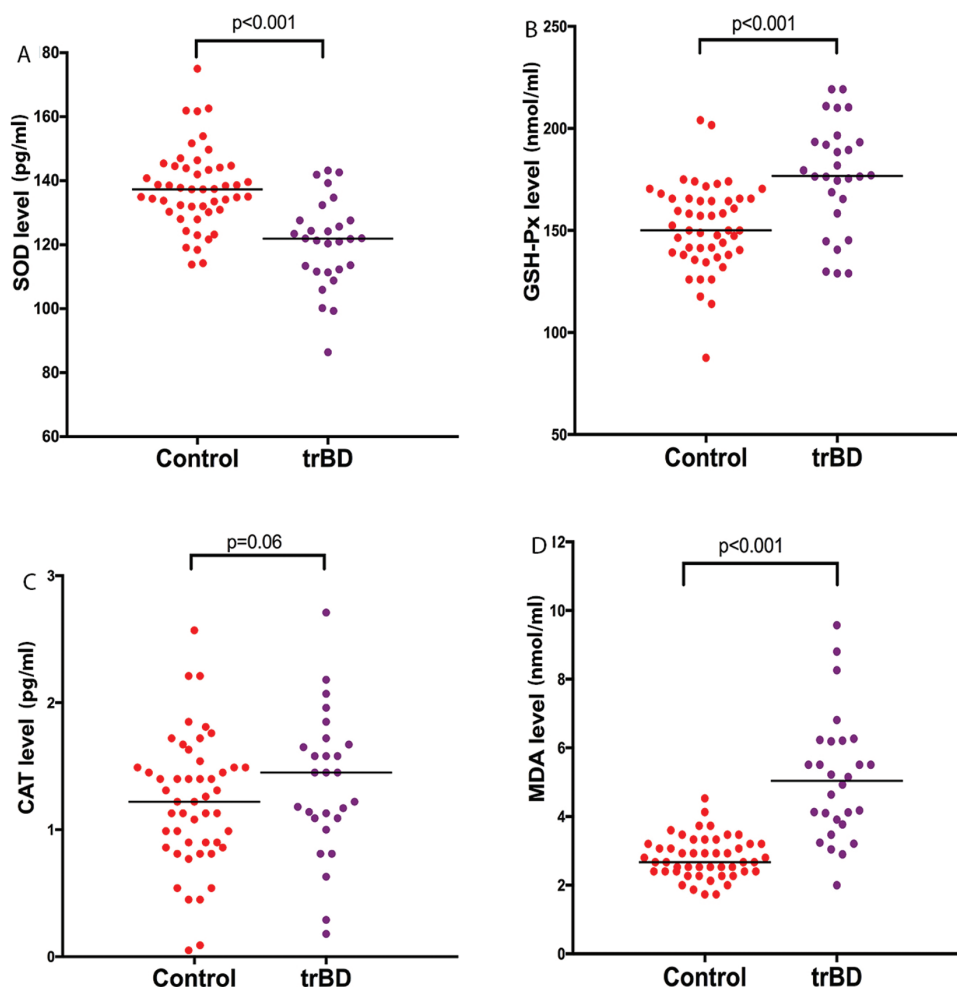 A
p<0.001
80
160
140
120
100
80
60
SOD level (pg/ml)
Control
trBD
B
p<0.001
250
200
150
100
50
GSH-Px level (nmol/ml)
Control
trBD
C
p=0.06
3
2
1
0
CAT level (pg/ml)
Control
trBD
D
p<0.001
12
10
8
6
4
2
0
MDA level (nmol/ml)
Control
trBD